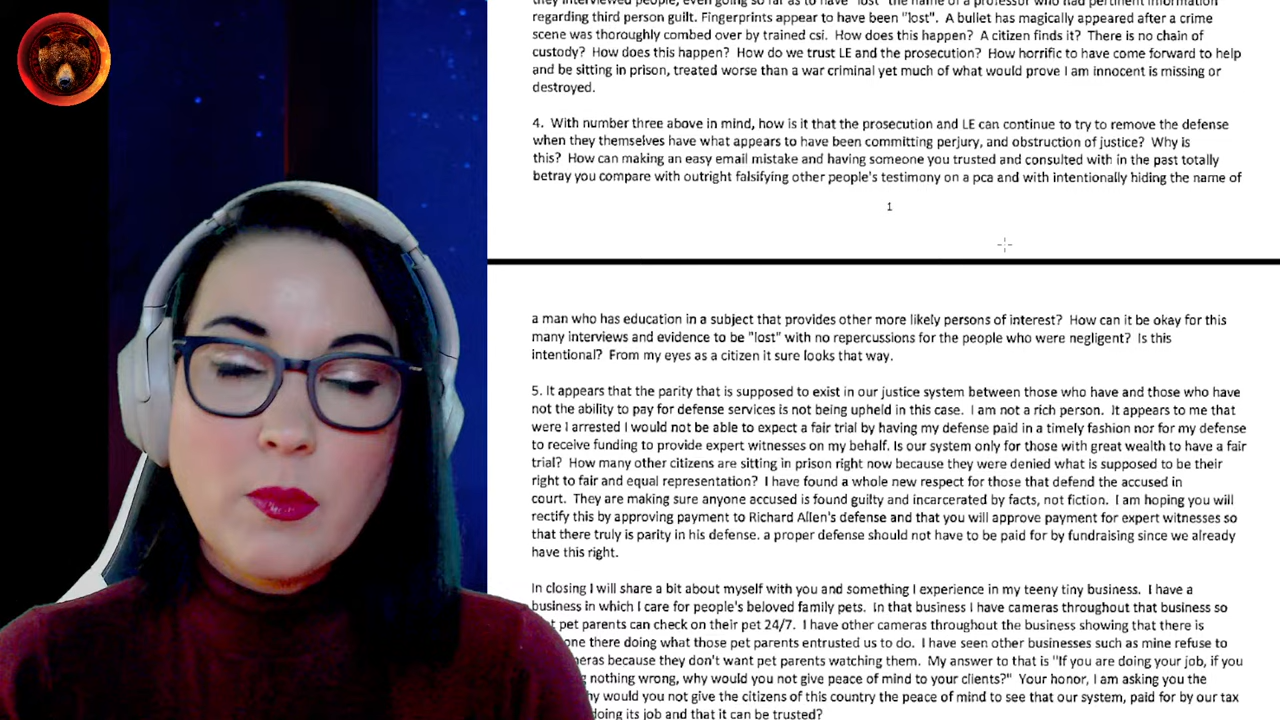 they interviewed people, even going so far as to have "lost" the name of a professor who had pertinent information
regarding third person guilt. Fingerprints appear to have been "lost". A bullet has magically appeared after a crime
scene was thoroughly combed over by trained csi. How does this happen? A citizen finds it? There is no chain of
custody? How does this happen? How do we trust LE and the prosecution? How horrific to have come forward to help
and be sitting in prison, treated worse than a war criminal yet much of what would prove I am innocent is missing or
destroyed.
4. With number three above in mind, how is it that the prosecution and LE can continue to try to remove the defense
when they themselves have what appears to have been committing perjury, and obstruction of justice? Why is
this? How can making an easy email mistake and having someone you trusted and consulted with in the past totally
betray you compare with outright falsifying other people's testimony on a pca and with intentionally hiding the name of
1
a man who has education in a subject that provides other more likely persons of interest? How can it be okay for this
many interviews and evidence to be "lost" with no repercussions for the people who were negligent? Is this
intentional? From my eyes as a citizen it sure looks that way.
5. It appears that the parity that is supposed to exist in our justice system between those who have and those who have
not the ability to pay for defense services is not being upheld in this case. I am not a rich person. It appears to me that
were I arrested I would not be able to expect a fair trial by having my defense paid in a timely fashion nor for my defense
to receive funding to provide expert witnesses on my behalf. Is our system only for those with great wealth to have a fair
trial? How many other citizens are sitting in prison right now because they were denied what is supposed to be their
right to fair and equal representation? I have found a whole new respect for those that defend the accused in
court. They are making sure anyone accused is found guilty and incarcerated by facts, not fiction. I am hoping you will
rectify this by approving payment to Richard Allen's defense and that you will approve payment for expert witnesses so
that there truly is parity in his defense. a proper defense should not have to be paid for by fundraising since we already
have this right.
In closing I will share a bit about myself with you and something I experience in my teeny tiny business. I have a
business in which I care for people's beloved family pets. In that business I have cameras throughout that business so
pet parents can check on their pet 24/7. I have other cameras throughout the business showing that there is
one there doing what those pet parents entrusted us to do. I have seen other businesses such as mine refuse to
because they don't want pet parents watching them. My answer to that is "If you are doing your job, if you
nothing wrong, why would you not give peace of mind to your clients?" Your honor, I am asking you the
would you not give the citizens of this country the peace of mind to see that our system, paid for by our tax
doing its job and that it can be trusted?